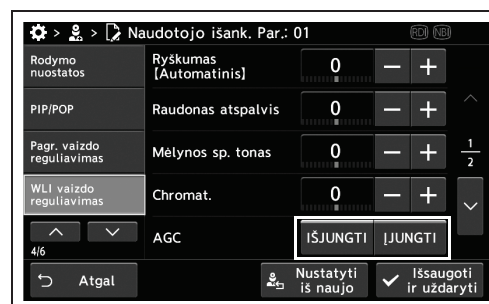 > > Naudotojo išank. Par.: 01 RDI NBI
Rodymo
nuostatos
PIP/POP
Pagr. vaizdo
reguliavimas
WLI vaizdo
reguliavimas
4/6
Ryškumas
[Automatinis] 0 − +
Raudonas atspalvis 0 − +
Mėlynos sp. tonas 0 − +
Chromat. 0 − +
AGC IŠJUNGTI ĮJUNGTI
1
2
Atgal
Nustatyti
iš naujo
Išsaugoti
ir uždaryti